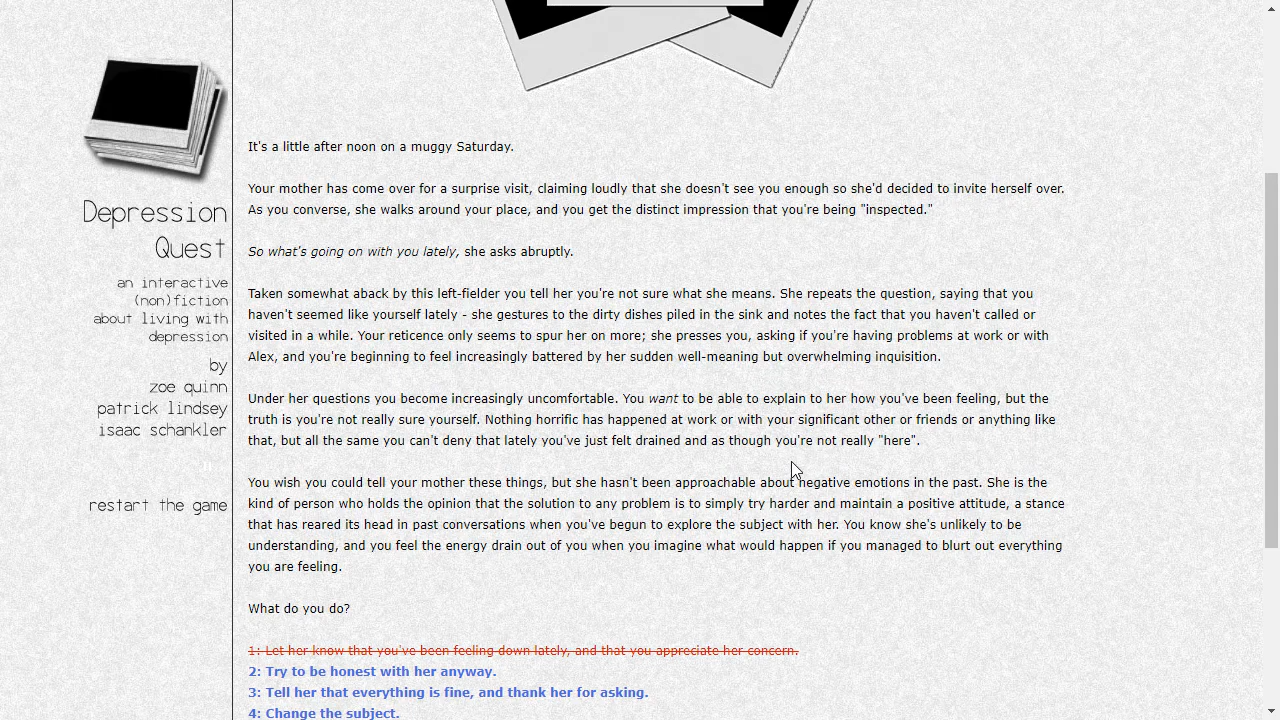 Depression
Quest
an interactive
(non)fiction
about living with
depression
by
zoe quinn
patrick lindsey
isaac schankler
restart the game
It's a little after noon on a muggy Saturday.
Your mother has come over for a surprise visit, claiming loudly that she doesn't see you enough so she'd decided to invite herself over.
As you converse, she walks around your place, and you get the distinct impression that you're being "inspected."
So what's going on with you lately, she asks abruptly.
Taken somewhat aback by this left-fielder you tell her you're not sure what she means. She repeats the question, saying that you
haven't seemed like yourself lately - she gestures to the dirty dishes piled in the sink and notes the fact that you haven't called or
visited in a while. Your reticence only seems to spur her on more; she presses you, asking if you're having problems at work or with
Alex, and you're beginning to feel increasingly battered by her sudden well-meaning but overwhelming inquisition.
Under her questions you become increasingly uncomfortable. You want to be able to explain to her how you've been feeling, but the
truth is you're not really sure yourself. Nothing horrific has happened at work or with your significant other or friends or anything like
that, but all the same you can't deny that lately you've just felt drained and as though you're not really "here".
You wish you could tell your mother these things, but she hasn't been approachable about negative emotions in the past. She is the
kind of person who holds the opinion that the solution to any problem is to simply try harder and maintain a positive attitude, a stance
that has reared its head in past conversations when you've begun to explore the subject with her. You know she's unlikely to be
understanding, and you feel the energy drain out of you when you imagine what would happen if you managed to blurt out everything
you are feeling.
What do you do?
1: Let her know that you've been feeling down lately, and that you appreciate her concern.
2: Try to be honest with her anyway.
3: Tell her that everything is fine, and thank her for asking.
4: Change the subject.